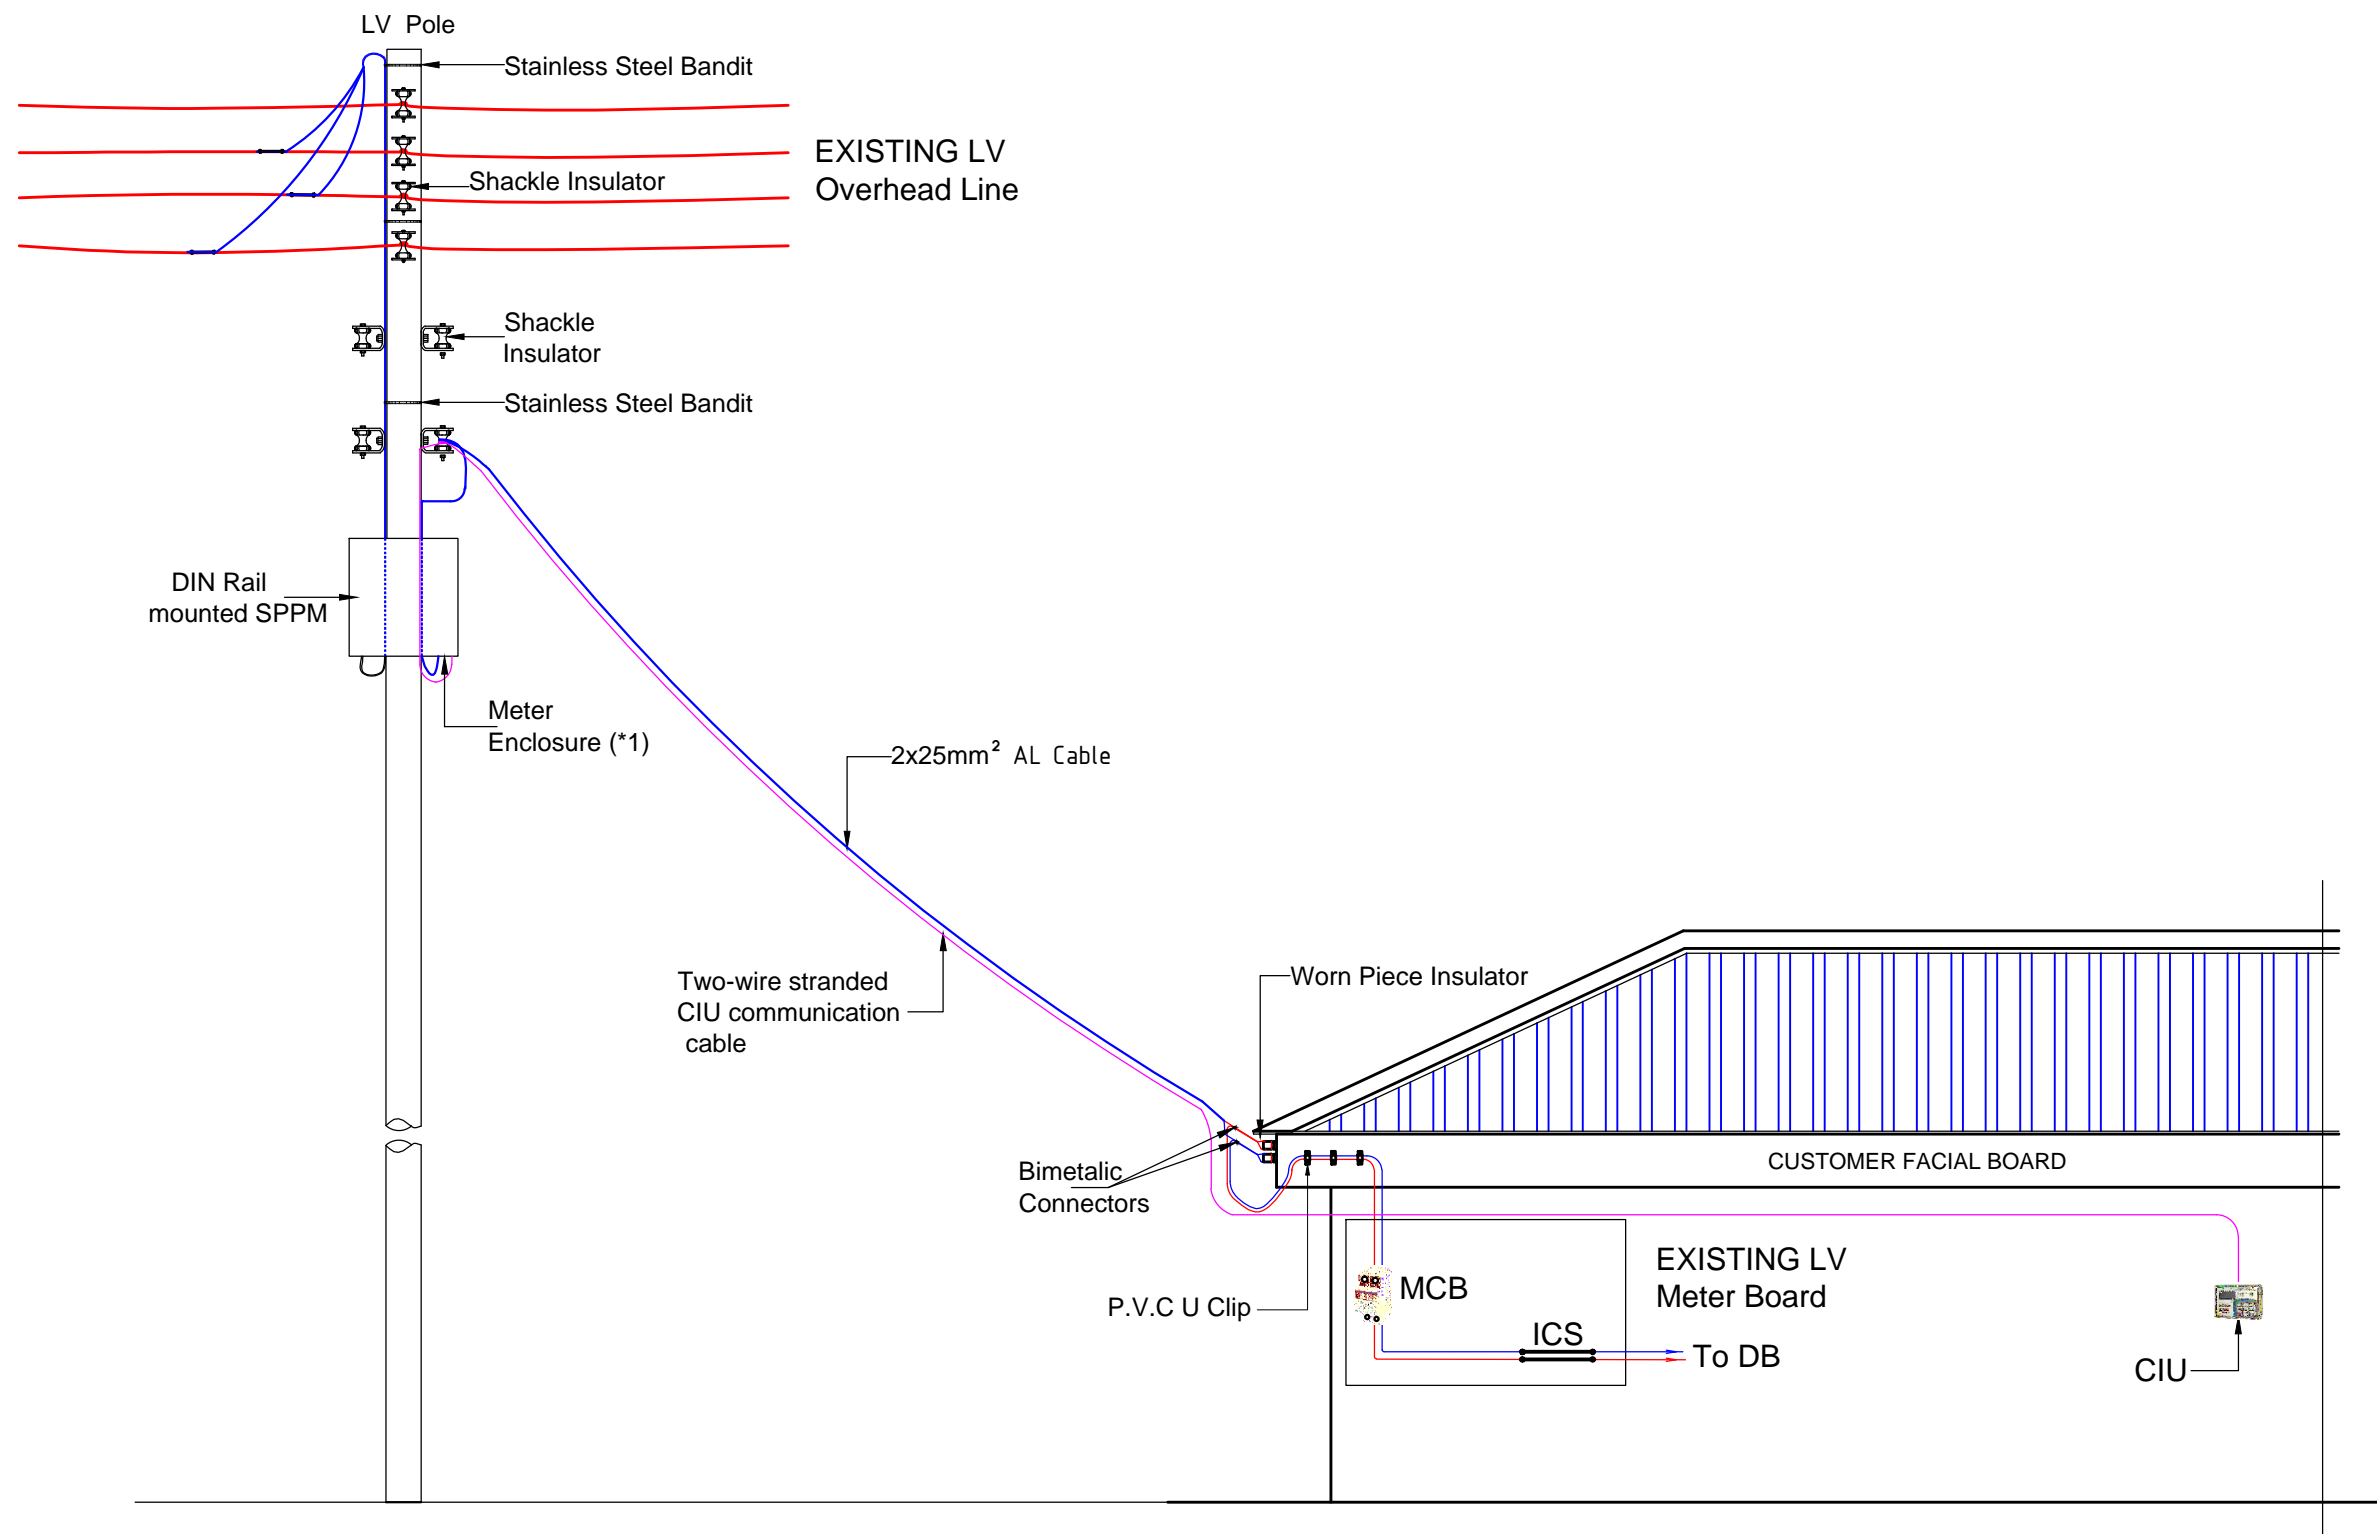 LV Pole
Stainless Steel Bandit
EXISTING LV
Overhead Line
Shackle Insulator
Shackle
Insulator
Stainless Steel Bandit
DIN Rail
mounted SPPM
Meter
Enclosure (*1)
2x25mm² AL Cable
Two-wire stranded
CIU communication
cable
Worn Piece Insulator
Bimetalic
Connectors
CUSTOMER FACIAL BOARD
P.V.C U Clip
MCB
EXISTING LV
Meter Board
ICS
To DB
CIU